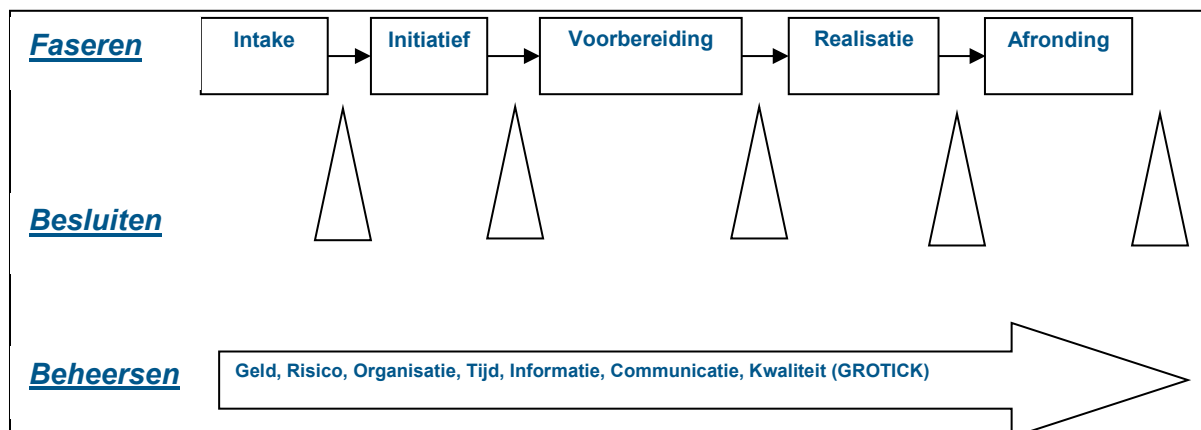 Faseren
Intake
Initiatief
Voorbereiding
Realisatie
Afronding
Besluiten
Beheersen
Geld, Risico, Organisatie, Tijd, Informatie, Communicatie, Kwaliteit (GROTICK)